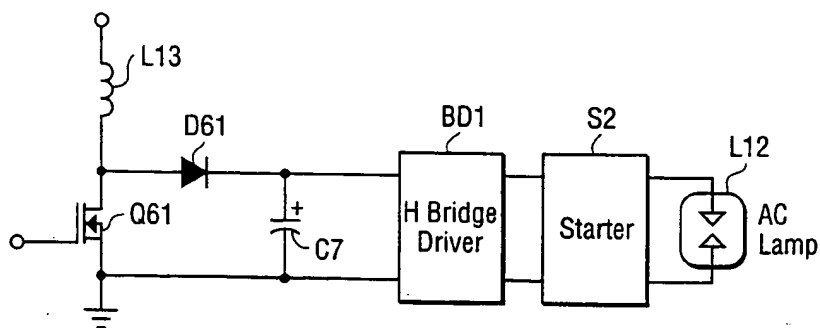 L13
D61
Q61
+
C7
BD1
H Bridge
Driver
S2
Starter
L12
AC
Lamp